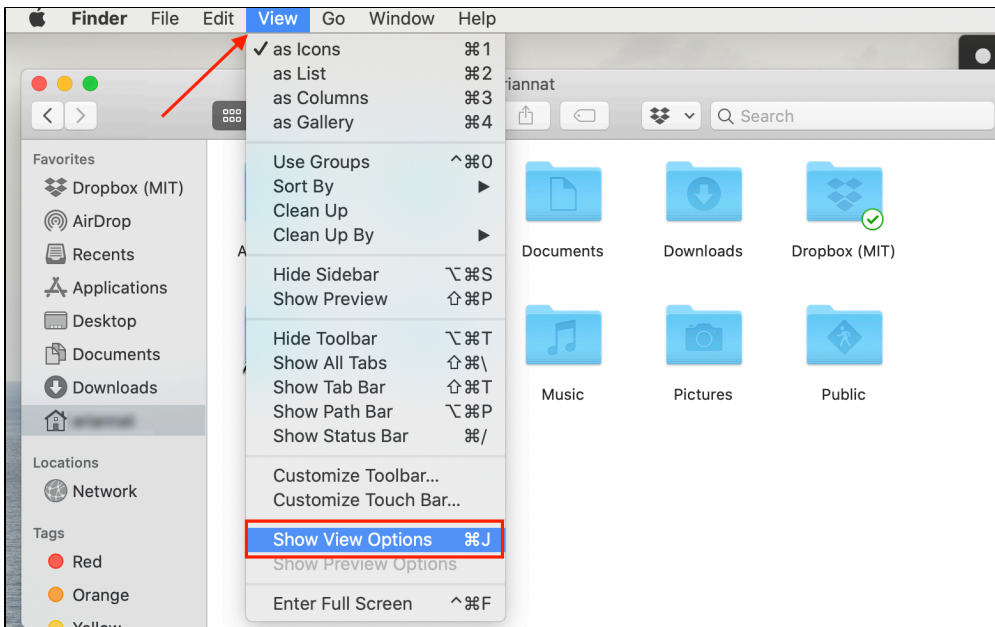 Finder File Edit View Go Window Help
✓ as Icons ⌘1
as List ⌘2
as Columns ⌘3
as Gallery ⌘4
Use Groups ^⌘0
Sort By ▶
Clean Up
Clean Up By ▶
Hide Sidebar ⌥⌘S
Show Preview ⇧⌘P
Hide Toolbar ⌥⌘T
Show All Tabs ⇧⌘\
Show Tab Bar ⇧⌘T
Show Path Bar ⌥⌘P
Show Status Bar ⌘/
Customize Toolbar...
Customize Touch Bar...
Show View Options ⌘J
Show Preview Options
Enter Full Screen ^⌘F
riannat
Search
Favorites
Dropbox (MIT)
AirDrop
Recents
Applications
Desktop
Documents
Downloads
Locations
Network
Tags
Red
Orange
Yellow
Documents Downloads Dropbox (MIT)
Music Pictures Public